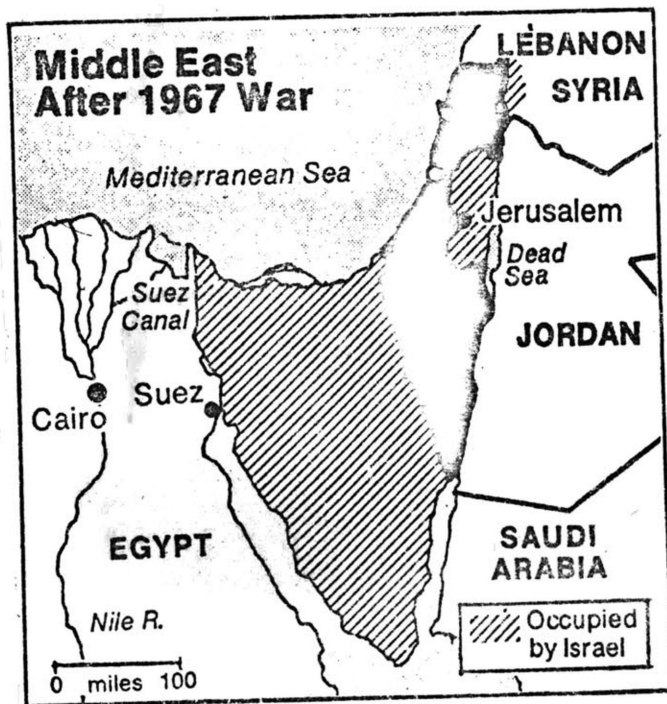 Middle East
After 1967 War
LEBANON
SYRIA
Mediterranean Sea
Jerusalem
Dead
Sea
Suez
Canal
JORDAN
Cairo
Suez
EGYPT
SAUDI
ARABIA
Nile R.
Occupied
by Israel
0 miles 100